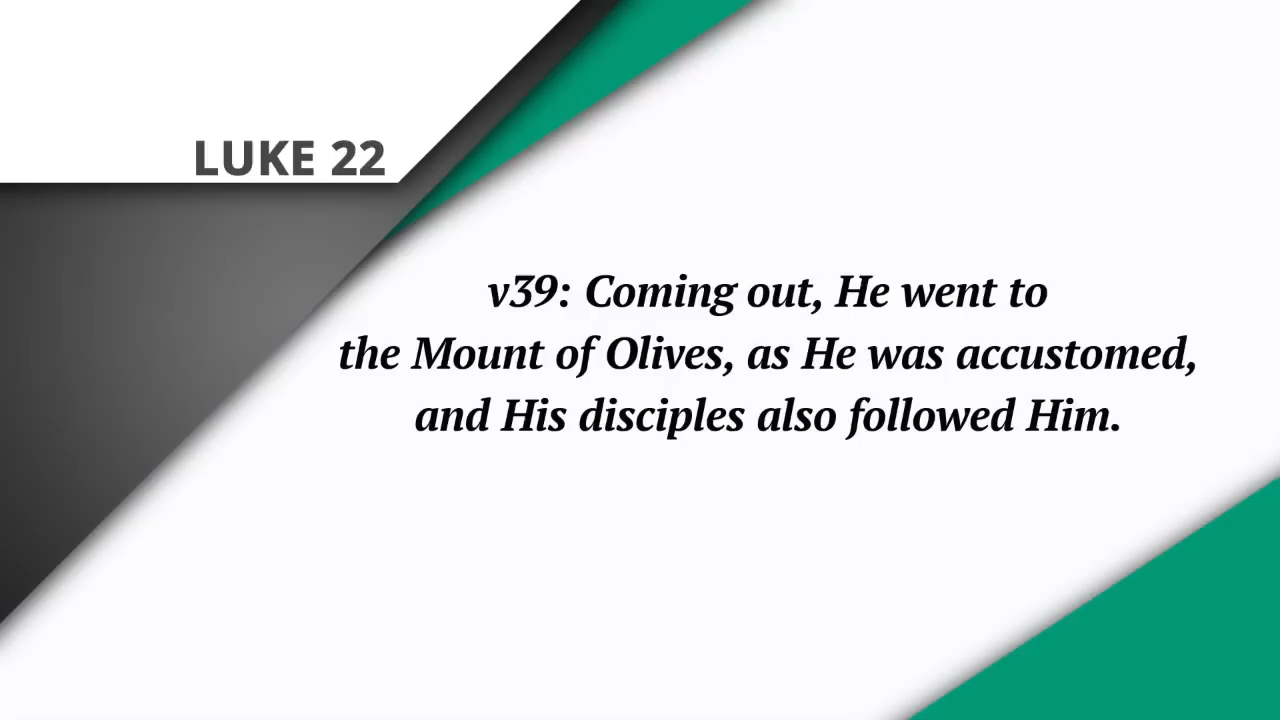 LUKE 22
v39: Coming out, He went to
the Mount of Olives, as He was accustomed,
and His disciples also followed Him.